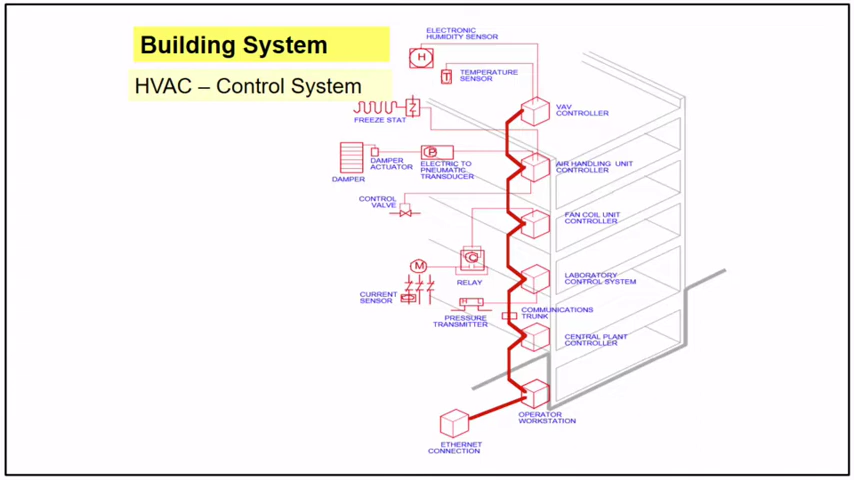 Building System
HVAC – Control System
ELECTRONIC
HUMIDITY SENSOR
H
T
TEMPERATURE
SENSOR
VAV
CONTROLLER
FREEZE STAT
DAMPER
DAMPER
ACTUATOR
P
ELECTRIC TO
PNEUMATIC
TRANSDUCER
AIR HANDLING UNIT
CONTROLLER
CONTROL
VALVE
FAN COIL UNIT
CONTROLLER
M
C
RELAY
LABORATORY
CONTROL SYSTEM
CURRENT
SENSOR
H L
PRESSURE
TRANSMITTER
COMMUNICATIONS
TRUNK
CENTRAL PLANT
CONTROLLER
OPERATOR
WORKSTATION
ETHERNET
CONNECTION